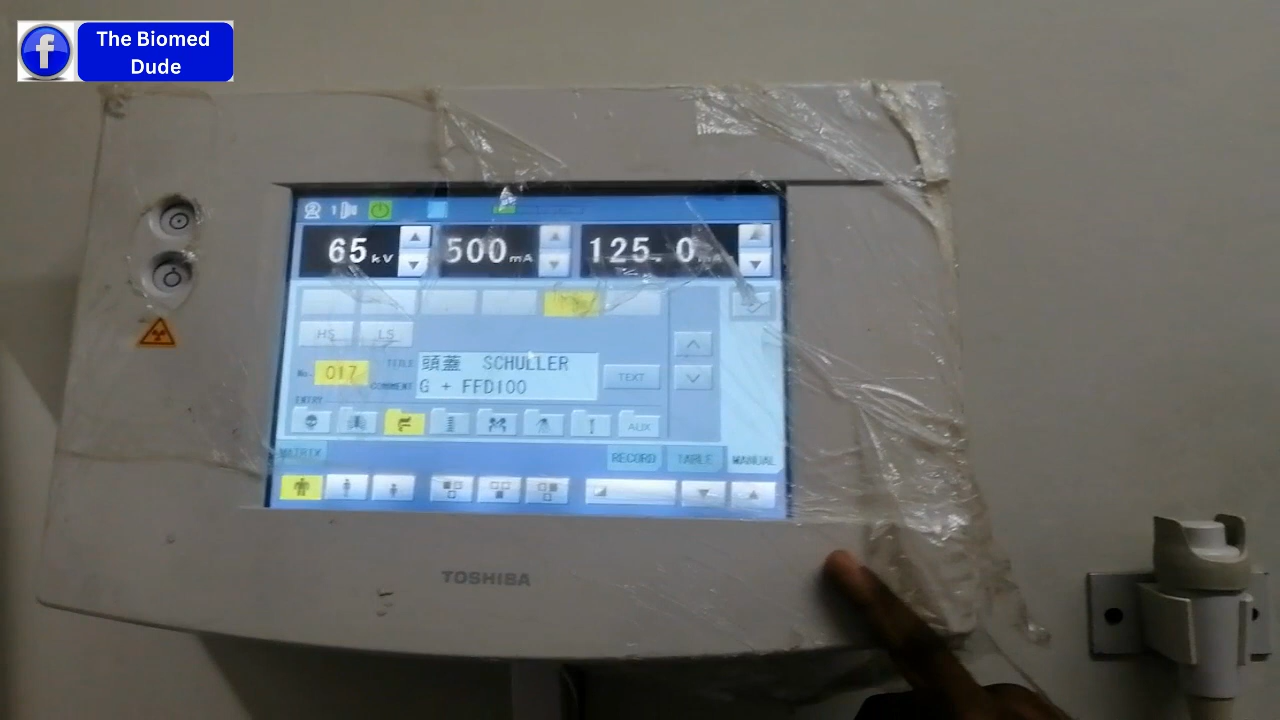 f The Biomed
Dude
1
65 kV 500 mA 125.0
HS LS
TITLE 頭蓋 SCHULLER
No. 017 TEXT
COMMENT G + FFD100
ENTRY
AUX
MATRIX RECORD TABLE MANUAL
TOSHIBA